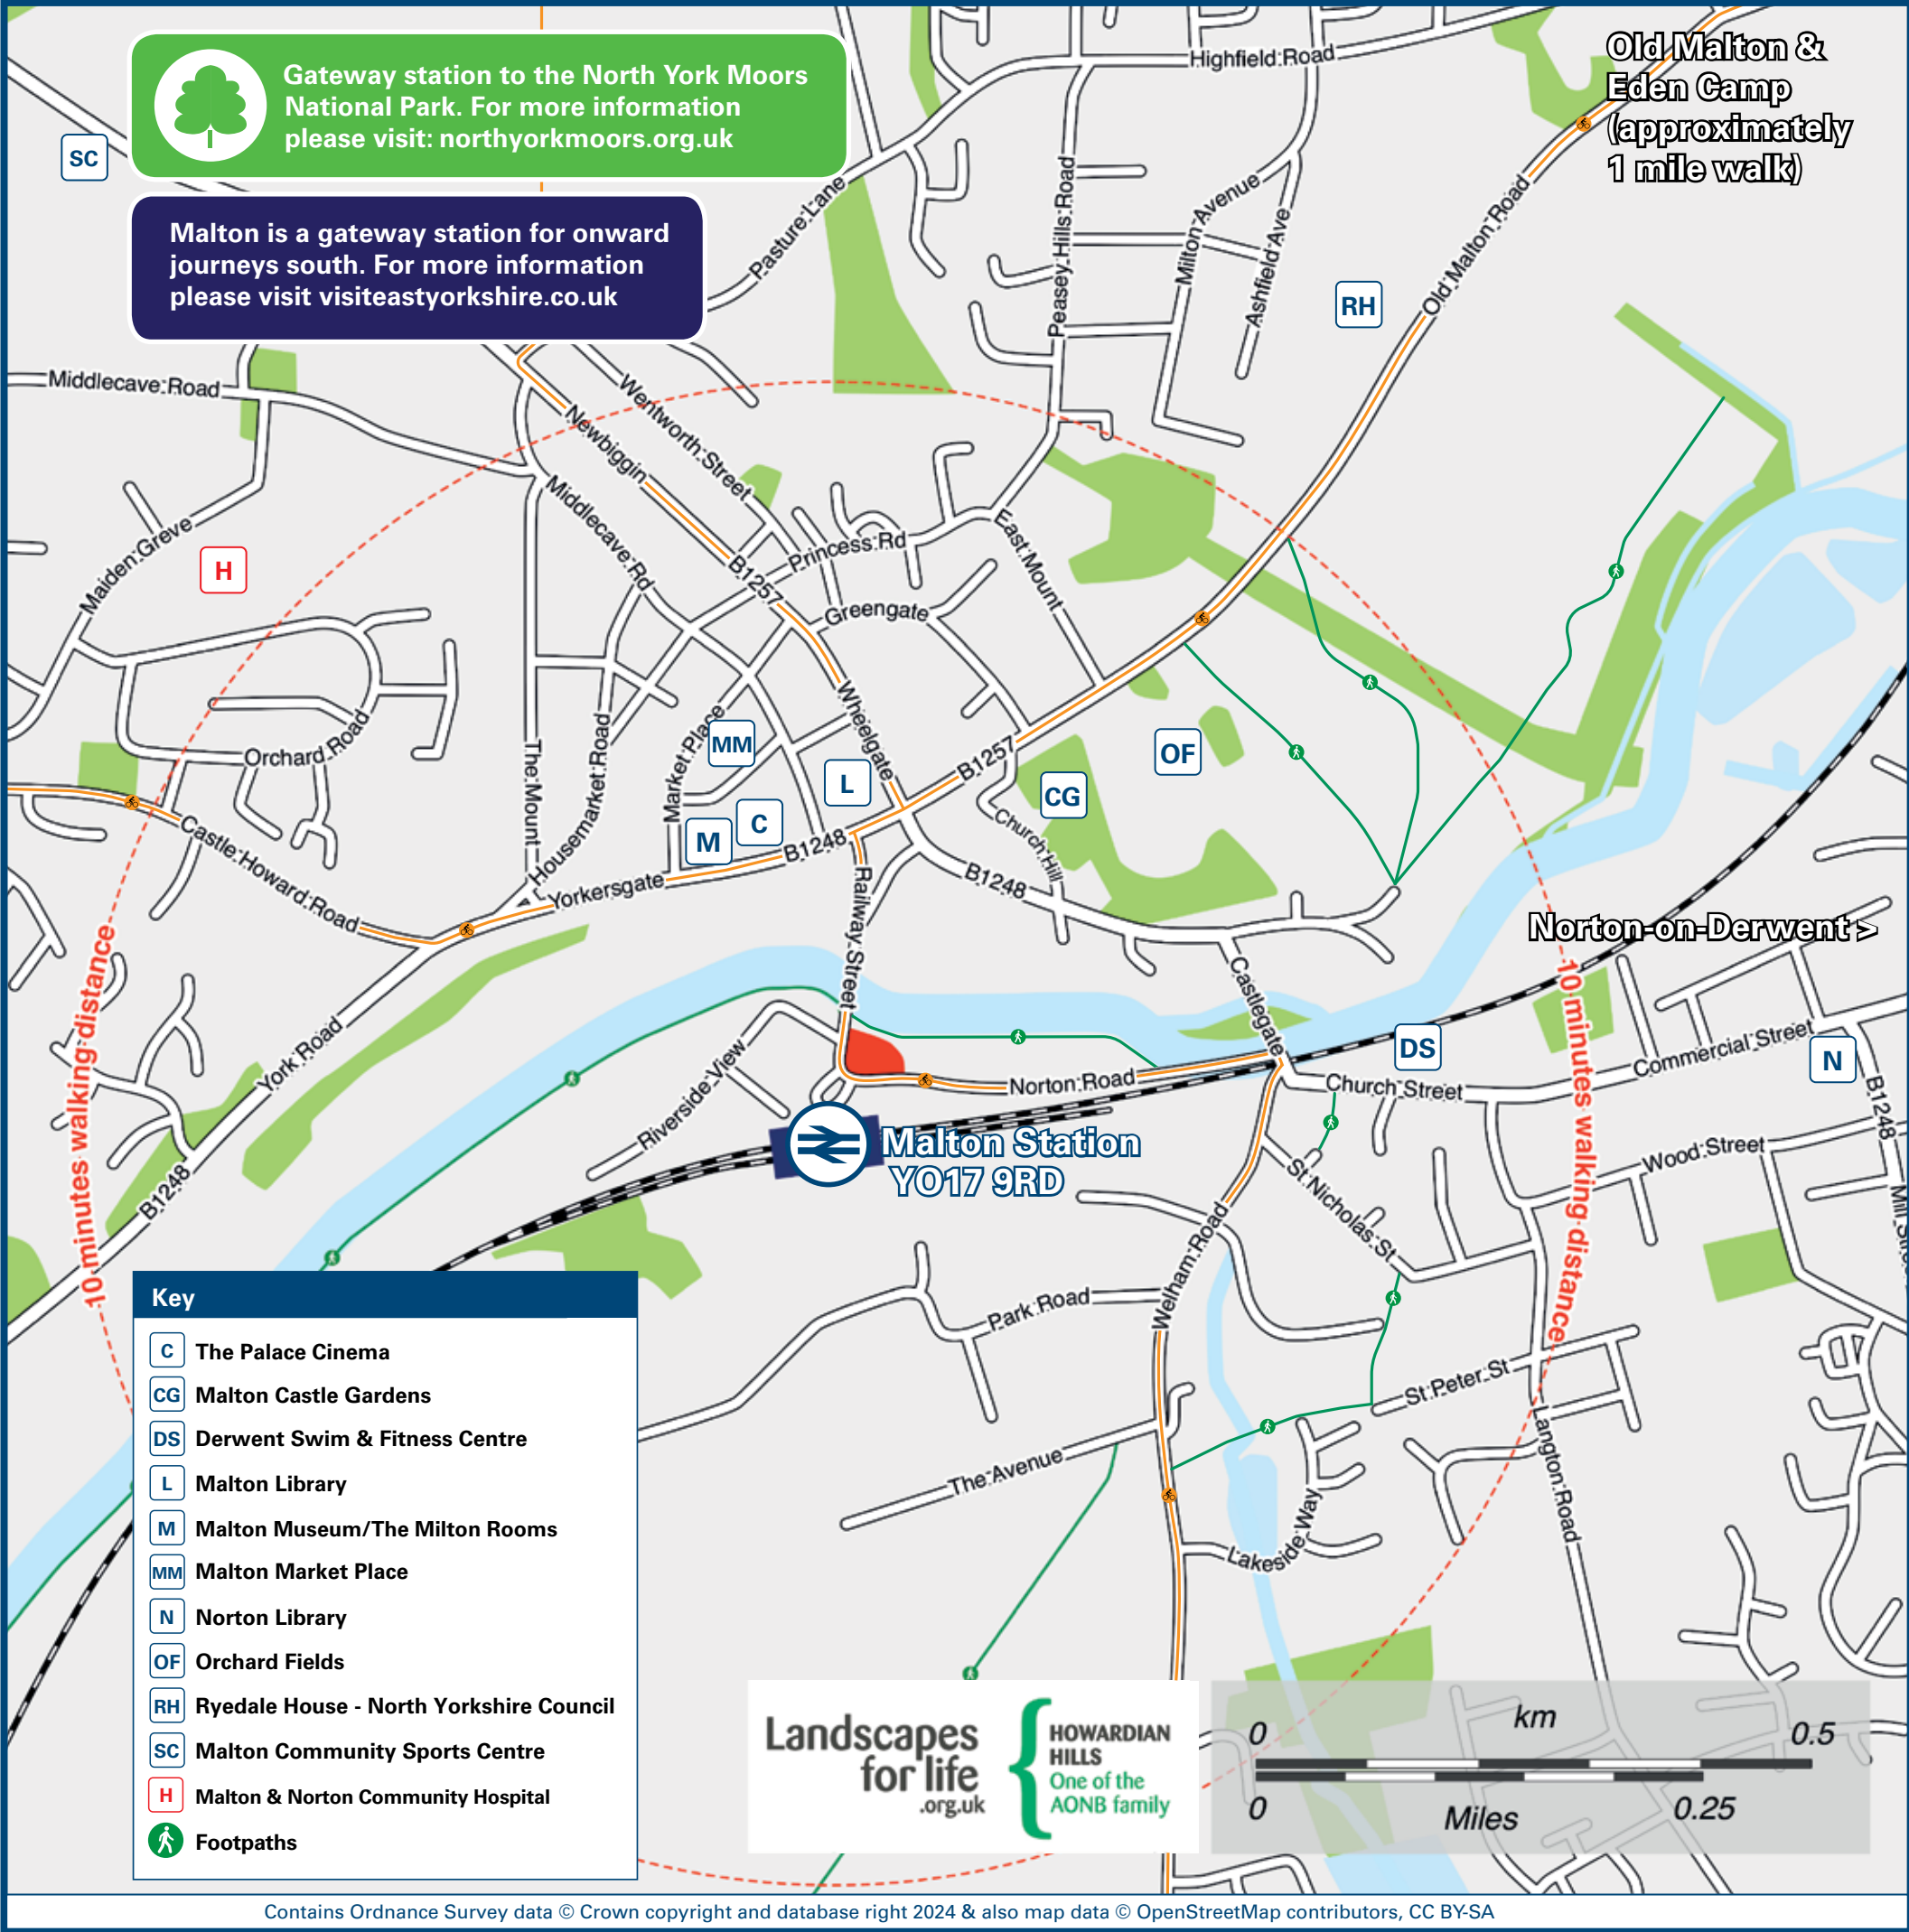 Gateway station to the North York Moors
National Park. For more information
please visit: northyorkmoors.org.uk
Malton is a gateway station for onward
journeys south. For more information
please visit visiteastyorkshire.co.uk
Old Malton &
Eden Camp
(approximately
1 mile walk)
SC
Highfield Road
Pasture Lane
Peasey Hills Road
Milton Avenue
Ashfield Ave
Old Malton Road
RH
Middlecave Road
Wentworth Street
Newbiggin
Middlecave Rd
Maiden Greve
H
B1257
Princess Rd
East Mount
Greengate
Wheelgate
Market Place
MM
L
OF
CG
B1257
Orchard Road
The Mount
Housemarket Road
M
C
B1248
Church Hill
Castle Howard Road
Yorkersgate
Railway Street
B1248
Norton-on-Derwent >
Castlegate
10 minutes walking distance
10 minutes walking distance
York Road
B1248
Riverside View
Norton Road
DS
Church Street
Commercial Street
N
B1248
Wood Street
Malton Station
YO17 9RD
St Nicholas St
Welham Road
Park Road
St Peter St
Langton Road
The Avenue
Lakeside Way
Key
C The Palace Cinema
CG Malton Castle Gardens
DS Derwent Swim & Fitness Centre
L Malton Library
M Malton Museum/The Milton Rooms
MM Malton Market Place
N Norton Library
OF Orchard Fields
RH Ryedale House - North Yorkshire Council
SC Malton Community Sports Centre
H Malton & Norton Community Hospital
Footpaths
Landscapes
for life
.org.uk
HOWARDIAN
HILLS
One of the
AONB family
km
0 0.5
0 0.25
Miles
Contains Ordnance Survey data © Crown copyright and database right 2024 & also map data © OpenStreetMap contributors, CC BY-SA